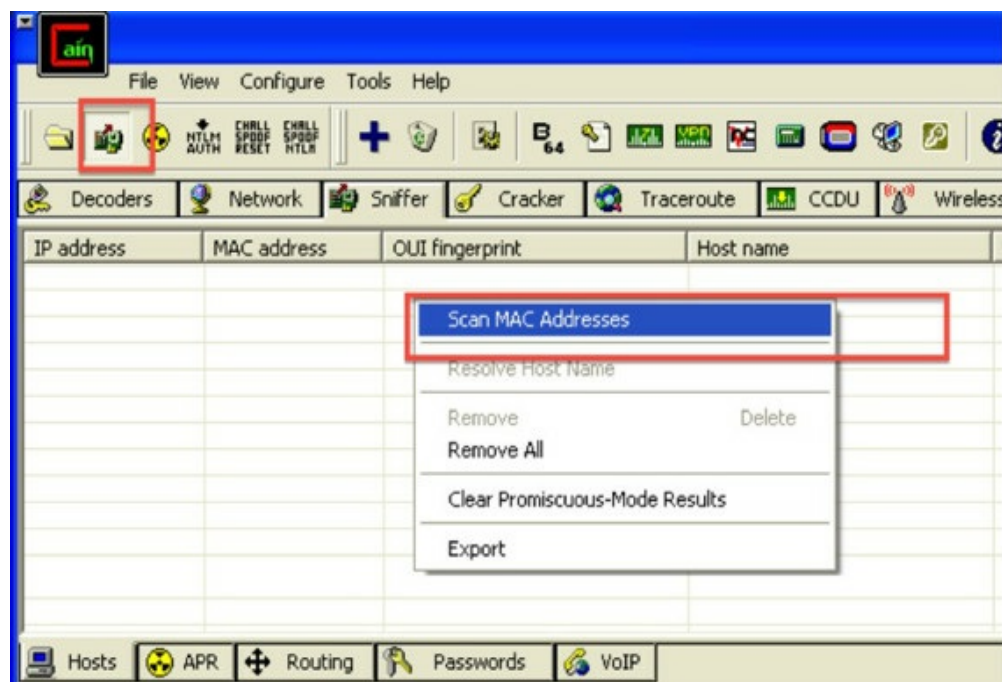 Cain
File View Configure Tools Help
NTLM AUTH CHALL SPOOF RESET CHALL SPOOF NTLM B64
Decoders Network Sniffer Cracker Traceroute CCDU Wireless
IP address MAC address OUI fingerprint Host name
Scan MAC Addresses
Resolve Host Name
Remove Delete
Remove All
Clear Promiscuous-Mode Results
Export
Hosts APR Routing Passwords VoIP